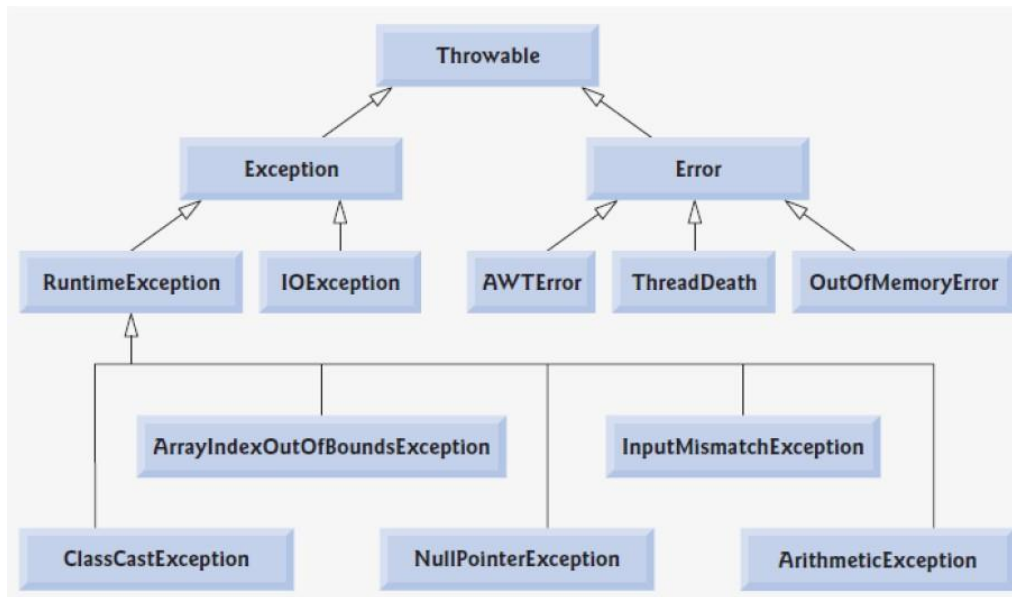 Throwable
Exception
Error
RuntimeException
IOException
AWTError
ThreadDeath
OutOfMemoryError
ArrayIndexOutOfBoundsException
InputMismatchException
ClassCastException
NullPointerException
ArithmeticException